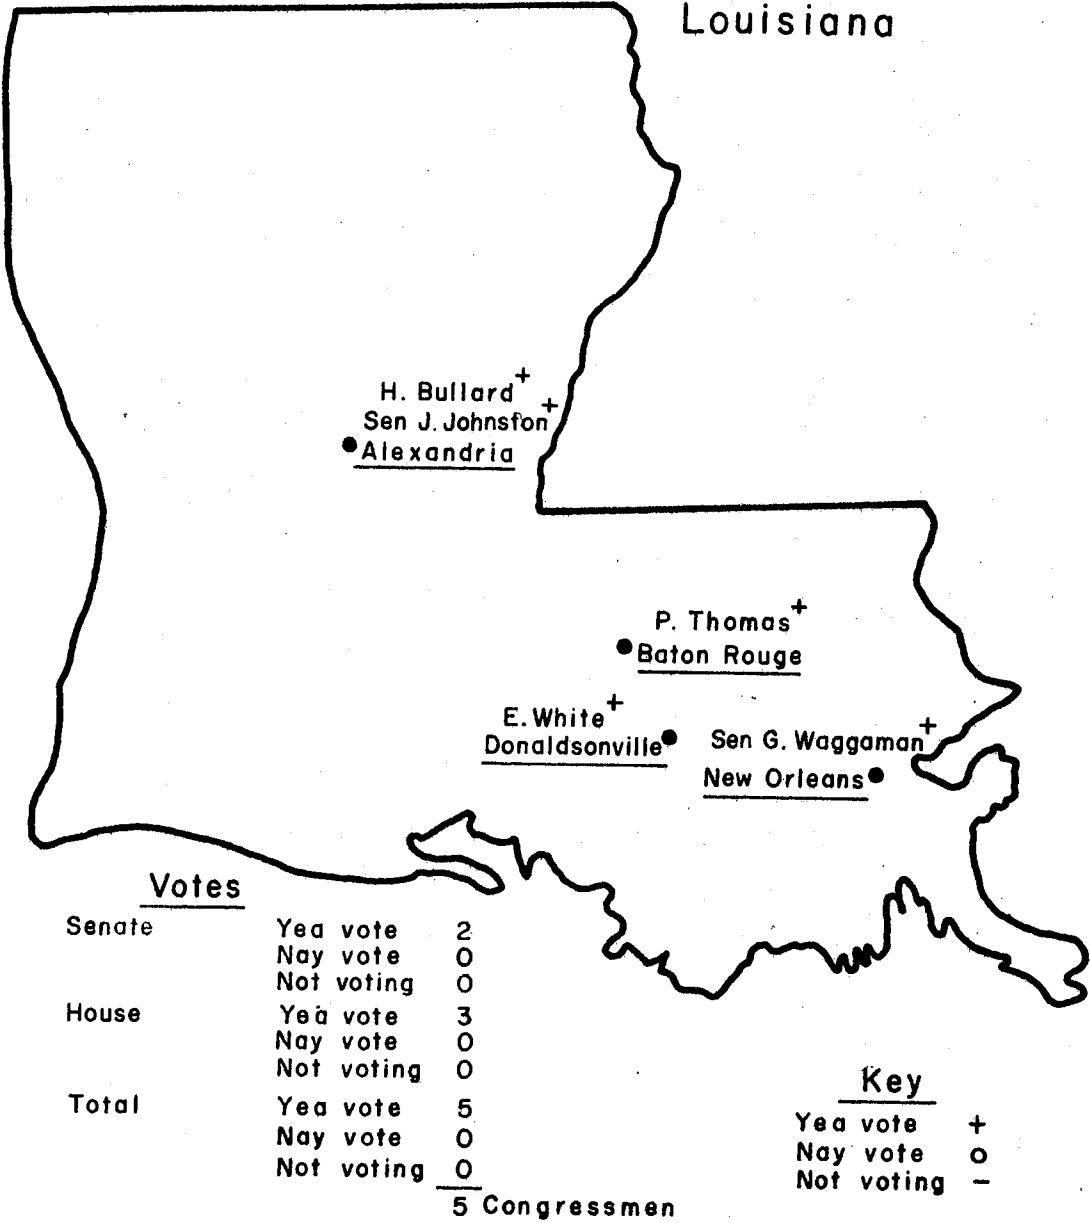 Louisiana
H. Bullard+
Sen J. Johnston+
Alexandria
P. Thomas+
Baton Rouge
E. White+
Donaldsonville
Sen G. Waggaman+
New Orleans
Votes
Senate Yea vote 2
Nay vote 0
Not voting 0
House Yea vote 3
Nay vote 0
Not voting 0
Total Yea vote 5
Nay vote 0
Not voting 0
5 Congressmen
Key
Yea vote +
Nay vote o
Not voting −